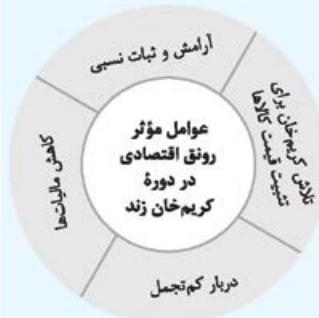 آرامش و ثبات نسبی
تلاش کریم‌خان برای
تثبیت قیمت کالاها
عوامل مؤثر
رونق اقتصادی
در دورهٔ
کریم‌خان زند
کاهش مالیات‌ها
دربار کم‌تجمل